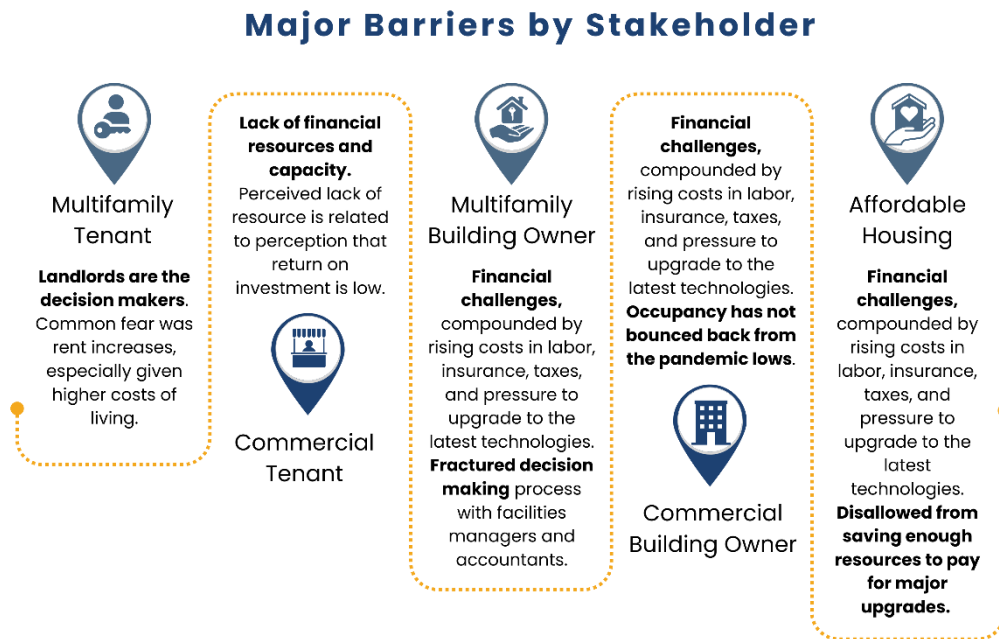 Major Barriers by Stakeholder
Multifamily
Tenant
Landlords are the
decision makers.
Common fear was
rent increases,
especially given
higher costs of
living.
Lack of financial
resources and
capacity.
Perceived lack of
resource is related
to perception that
return on
investment is low.
Commercial
Tenant
Multifamily
Building Owner
Financial
challenges,
compounded by
rising costs in labor,
insurance, taxes,
and pressure to
upgrade to the
latest technologies.
Fractured decision
making process
with facilities
managers and
accountants.
Financial
challenges,
compounded by
rising costs in labor,
insurance, taxes,
and pressure to
upgrade to the
latest technologies.
Occupancy has not
bounced back from
the pandemic lows.
Commercial
Building Owner
Affordable
Housing
Financial
challenges,
compounded by
rising costs in
labor, insurance,
taxes, and
pressure to
upgrade to the
latest
technologies.
Disallowed from
saving enough
resources to pay
for major
upgrades.